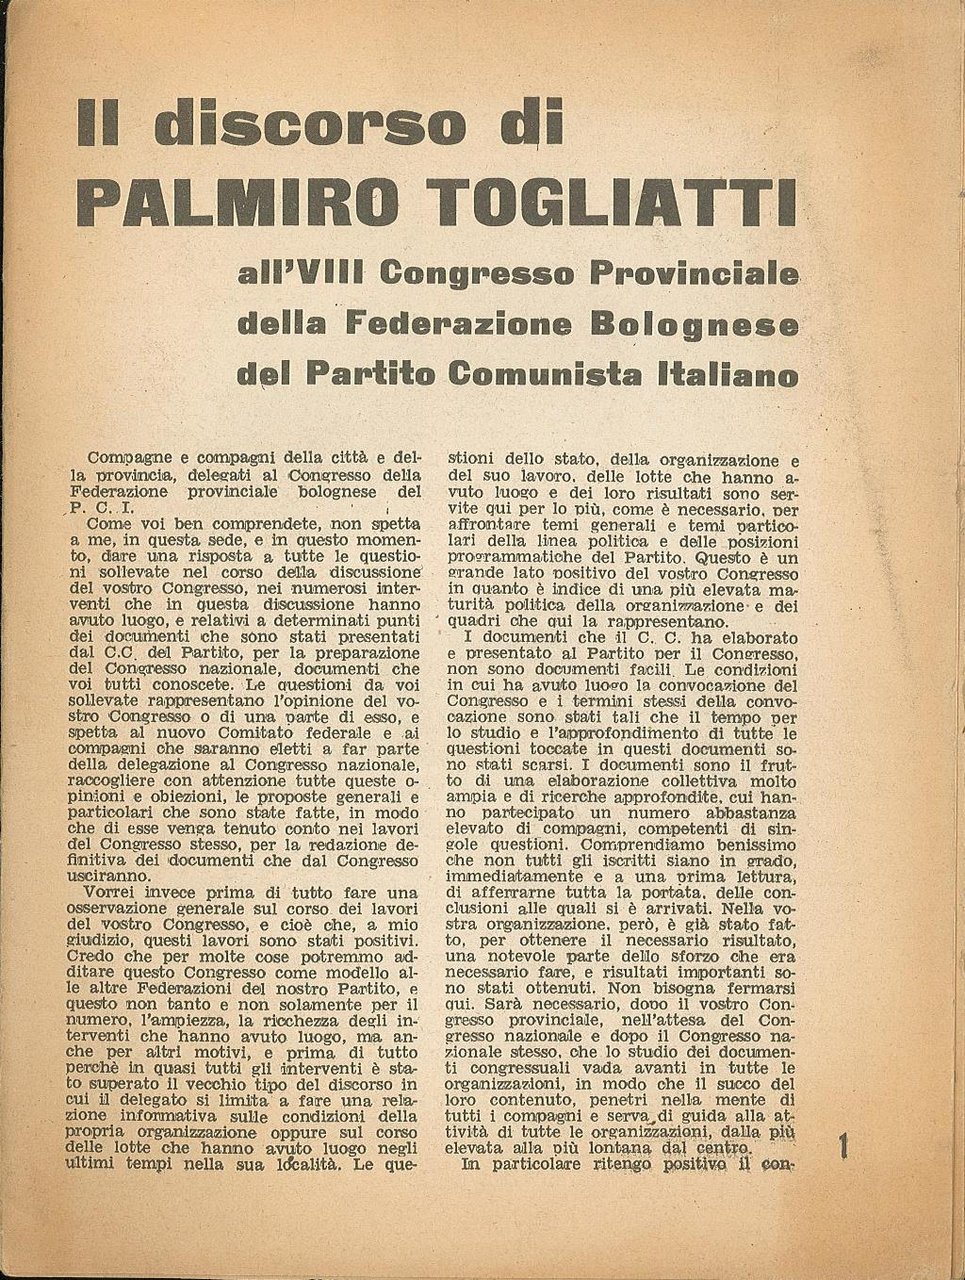 Il discorso di
PALMIRO TOGLIATTI
all'VIII Congresso Provinciale
della Federazione Bolognese
del Partito Comunista Italiano
Compagne e compagni della città e del-
la provincia, delegati al Congresso della
Federazione provinciale bolognese del
P. C. I.
Come voi ben comprendete, non spetta
a me, in questa sede, e in questo momen-
to, dare una risposta a tutte le questio-
ni sollevate nel corso della discussione
del vostro Congresso, nei numerosi inter-
venti che in questa discussione hanno
avuto luogo, e relativi a determinati punti
dei documenti che sono stati presentati
dal C.C. del Partito, per la preparazione
del Congresso nazionale, documenti che
voi tutti conoscete. Le questioni da voi
sollevate rappresentano l'opinione del vo-
stro Congresso o di una parte di esso, e
spetta al nuovo Comitato federale e ai
compagni che saranno eletti a far parte
della delegazione al Congresso nazionale,
raccogliere con attenzione tutte queste o-
pinioni e obiezioni, le proposte generali e
particolari che sono state fatte, in modo
che di esse venga tenuto conto nei lavori
del Congresso stesso, per la redazione de-
finitiva dei documenti che dal Congresso
usciranno.
Vorrei invece prima di tutto fare una
osservazione generale sul corso dei lavori
del vostro Congresso, e cioè che, a mio
giudizio, questi lavori sono stati positivi.
Credo che per molte cose potremmo ad-
ditare questo Congresso come modello al-
le altre Federazioni del nostro Partito, e
questo non tanto e non solamente per il
numero, l'ampiezza, la ricchezza degli in-
terventi che hanno avuto luogo, ma an-
che per altri motivi, e prima di tutto
perchè in quasi tutti gli interventi è sta-
to superato il vecchio tipo del discorso in
cui il delegato si limita a fare una rela-
zione informativa sulle condizioni della
propria organizzazione oppure sul corso
delle lotte che hanno avuto luogo negli
ultimi tempi nella sua località. Le que-
stioni dello stato, della organizzazione e
del suo lavoro, delle lotte che hanno a-
vuto luogo e dei loro risultati sono ser-
vite qui per lo più, come è necessario, per
affrontare temi generali e temi partico-
lari della linea politica e delle posizioni
programmatiche del Partito. Questo è un
grande lato positivo del vostro Congresso
in quanto è indice di una più elevata ma-
turità politica della organizzazione e dei
quadri che qui la rappresentano.
I documenti che il C. C. ha elaborato
e presentato al Partito per il Congresso,
non sono documenti facili. Le condizioni
in cui ha avuto luogo la convocazione del
Congresso e i termini stessi della convo-
cazione sono stati tali che il tempo per
lo studio e l'approfondimento di tutte le
questioni toccate in questi documenti so-
no stati scarsi. I documenti sono il frut-
to di una elaborazione collettiva molto
ampia e di ricerche approfondite, cui han-
no partecipato un numero abbastanza
elevato di compagni, competenti di sin-
gole questioni. Comprendiamo benissimo
che non tutti gli iscritti siano in grado,
immediatamente e a una prima lettura,
di afferrarne tutta la portata, delle con-
clusioni alle quali si è arrivati. Nella vo-
stra organizzazione, però, è già stato fat-
to, per ottenere il necessario risultato,
una notevole parte dello sforzo che era
necessario fare, e risultati importanti so-
no stati ottenuti. Non bisogna fermarsi
qui. Sarà necessario, dopo il vostro Con-
gresso provinciale, nell'attesa del Con-
gresso nazionale e dopo il Congresso na-
zionale stesso, che lo studio dei documen-
ti congressuali vada avanti in tutte le
organizzazioni, in modo che il succo del
loro contenuto, penetri nella mente di
tutti i compagni e serva di guida alla at-
tività di tutte le organizzazioni, dalla più
elevata alla più lontana dal centro.
In particolare ritengo positivo il con-
1